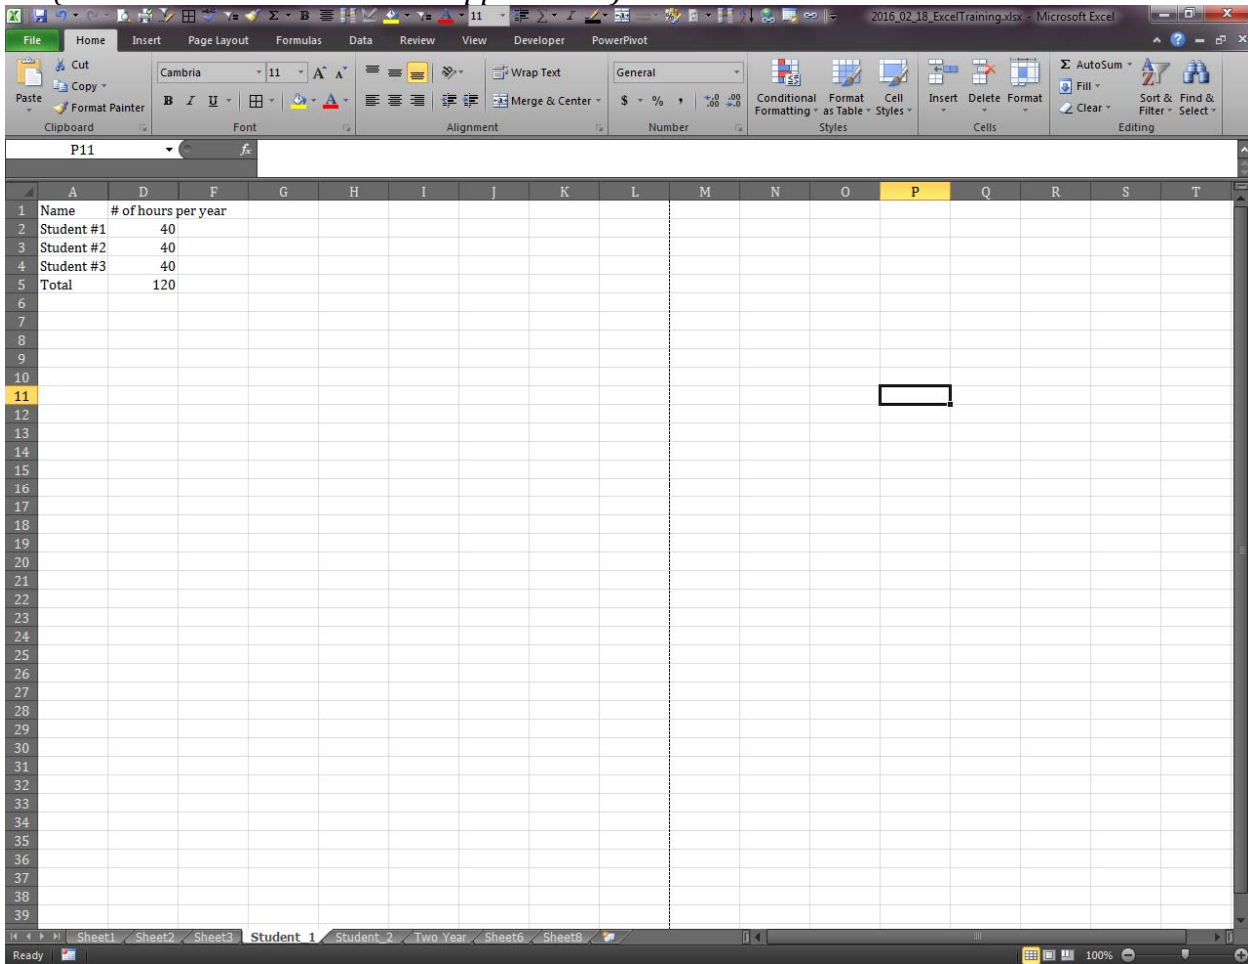 11
2016_02_18_ExcelTraining.xlsx - Microsoft Excel
File Home Insert Page Layout Formulas Data Review View Developer PowerPivot
Cut
Copy
Format Painter
Paste
Clipboard
Cambria 11
B I U
Font
Wrap Text
Merge & Center
Alignment
General
$ % ,
Number
Conditional Formatting
Format as Table
Cell Styles
Styles
Insert Delete Format
Cells
Σ AutoSum
Fill
Clear
Sort & Filter
Find & Select
Editing
P11 fx
A D F G H I J K L M N O P Q R S T
1 Name # of hours per year
2 Student #1 40
3 Student #2 40
4 Student #3 40
5 Total 120
6
7
8
9
10
11
12
13
14
15
16
17
18
19
20
21
22
23
24
25
26
27
28
29
30
31
32
33
34
35
36
37
38
39
Sheet1 Sheet2 Sheet3 Student_1 Student_2 Two Year Sheet6 Sheet8
Ready 100%